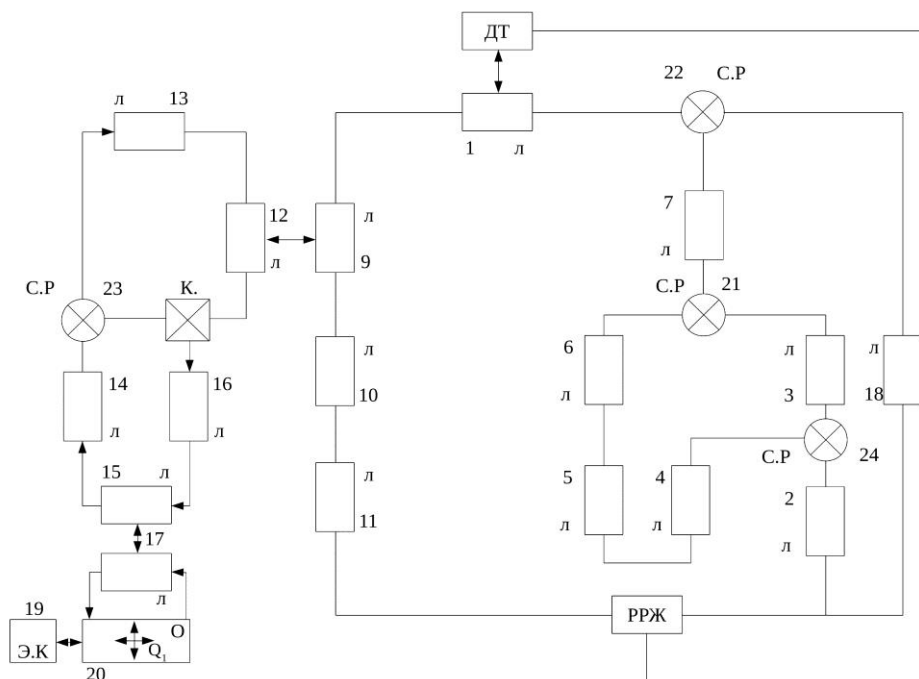 ДТ
22 С.Р
л 13
1 л
7
12 л
л 9
л
С.Р 23 К.
С.Р 21
6 л л
л 10
14 16
л 3 18
л л
С.Р 24
15 л
л 5 4 2
11
л л л
17
л
РРЖ
19 О
Э.К Q1
20